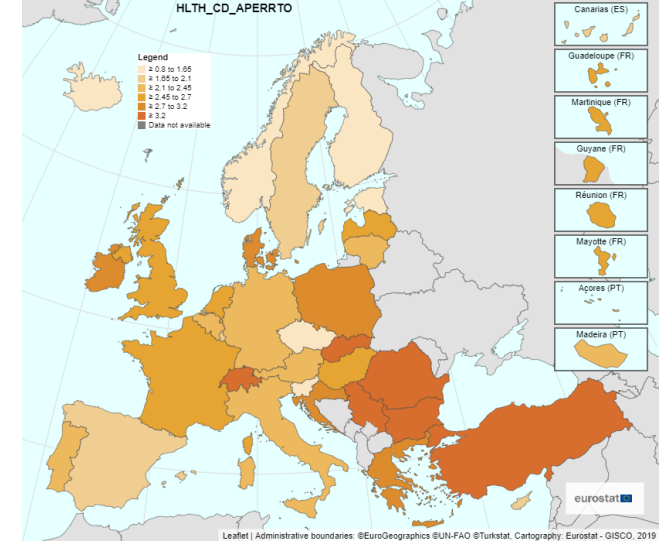 HLTH_CD_APERRTO
Legend
≥ 0.8 to 1.65
≥ 1.65 to 2.1
≥ 2.1 to 2.45
≥ 2.45 to 2.7
≥ 2.7 to 3.2
≥ 3.2
Data not available
Canarias (ES)
Guadeloupe (FR)
Martinique (FR)
Guyane (FR)
Réunion (FR)
Mayotte (FR)
Açores (PT)
Madeira (PT)
eurostat
Leaflet | Administrative boundaries: ©EuroGeographics ©UN-FAO ©Turkstat, Cartography: Eurostat - GISCO, 2019